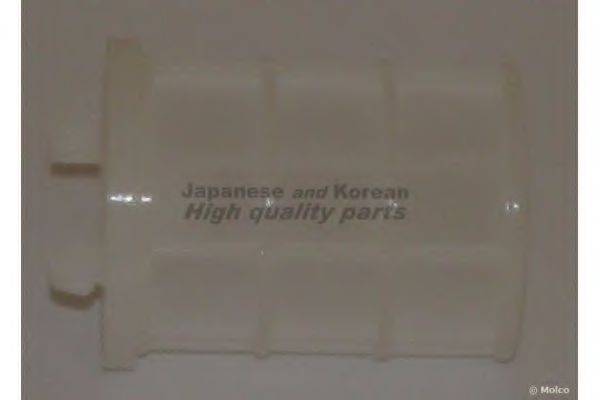 Japanese and Korean
High quality parts
© Molco